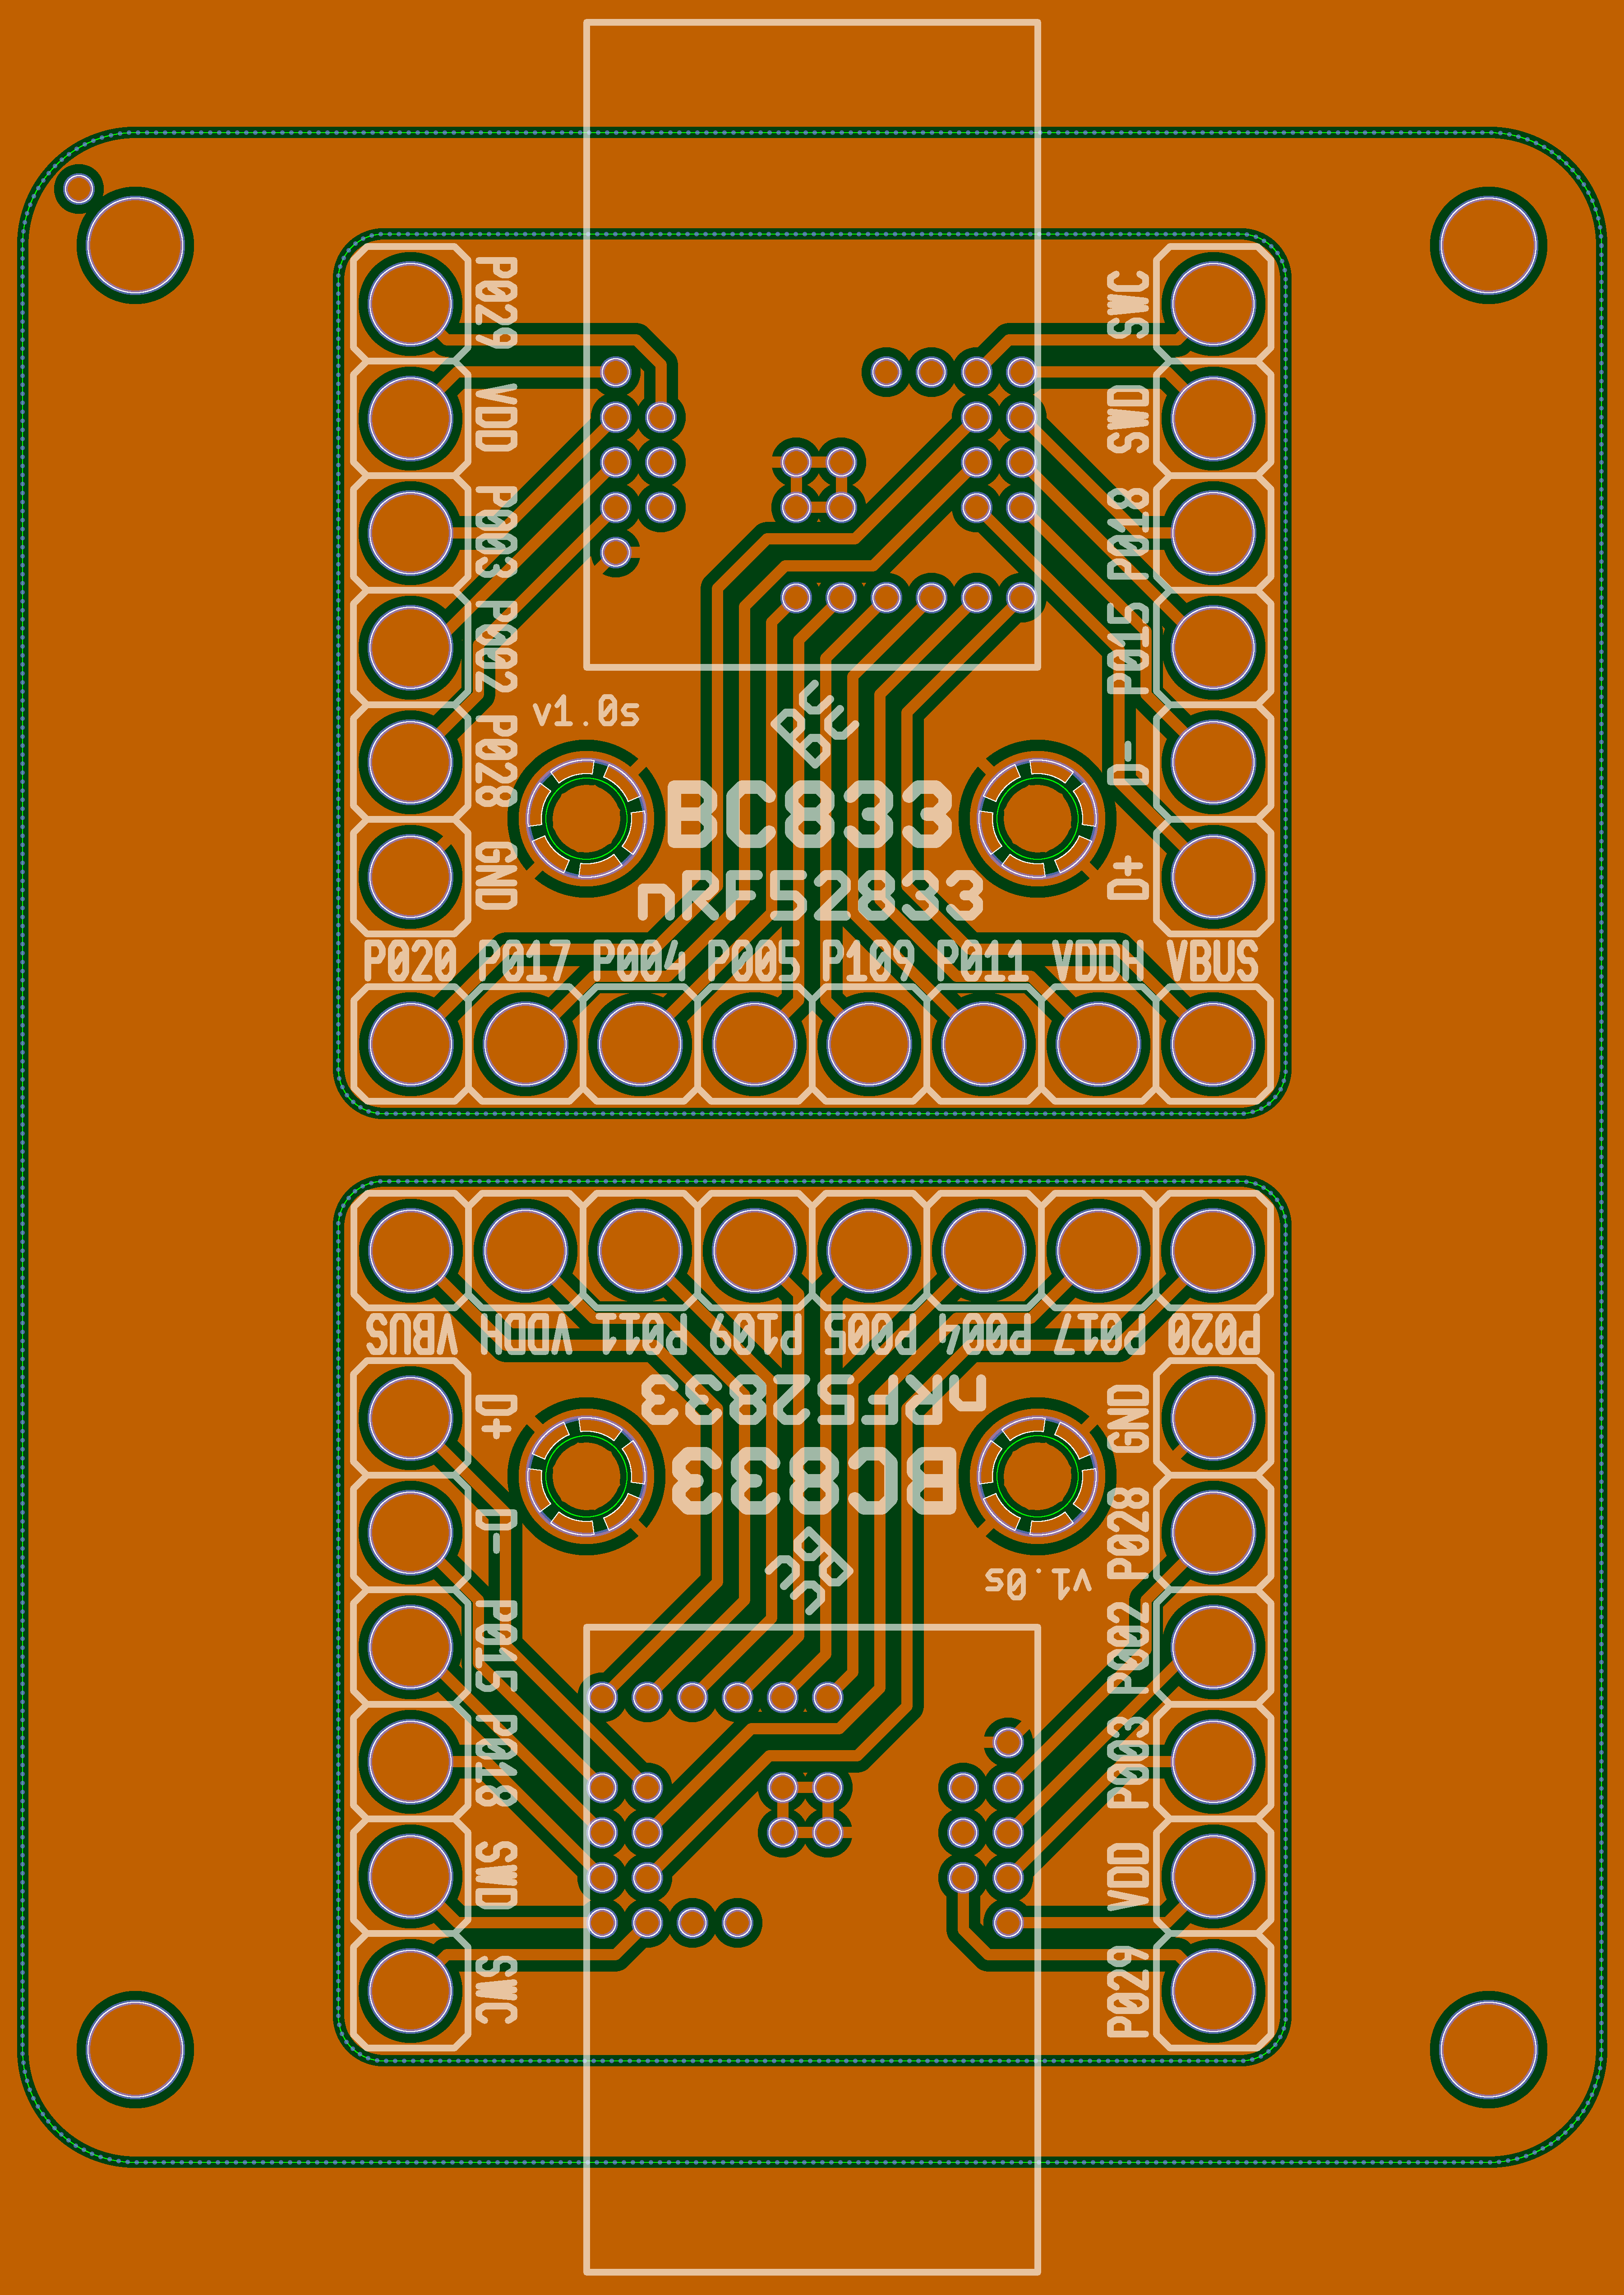 P029
SWC
VDD
SWD
P003
P018
P002
P015
v1.0s
P028
D-
BC833
GND
D+
nRF52833
P020 P017 P004 P005 P109 P011 VDDH VBUS
VBUS VDDH P011 P109 P005 P004 P017 P020
nRF52833
D+
GND
BC833
D-
P028
v1.0s
P015
P002
P018
P003
SWD
VDD
SWC
P029